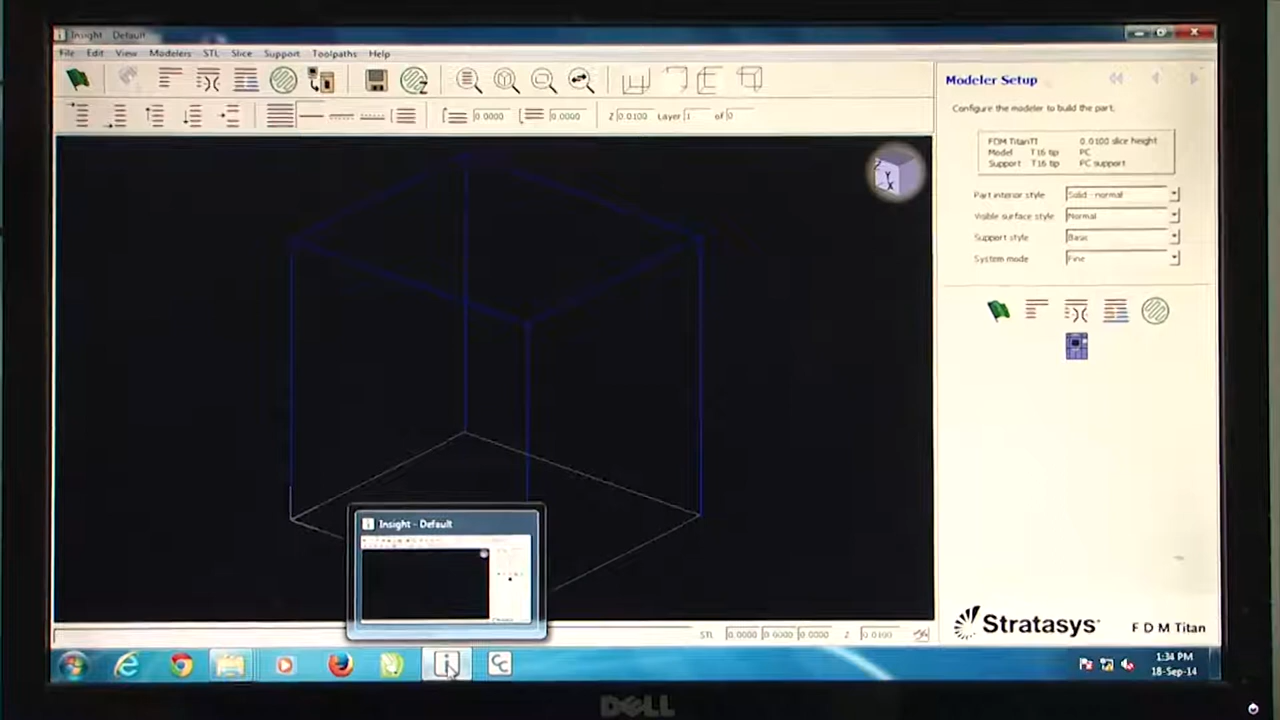 Insight Default
File Edit View Modelers STL Slice Support Toolpaths Help
0.0000 0.0000 Z 0.0100 Layer 1 of 0
Modeler Setup
Configure the modeler to build the part.
FDM TitanTI 0.0100 slice height
Model T16 tip PC
Support T16 tip PC support
Part interior style Solid - normal
Visible surface style Normal
Support style Basic
System mode Fine
Z
Y
X
Insight - Default
STL 0.0000 0.0000 0.0000 Z 0.0100
Stratasys FDM Titan
1:34 PM
18-Sep-14
DELL